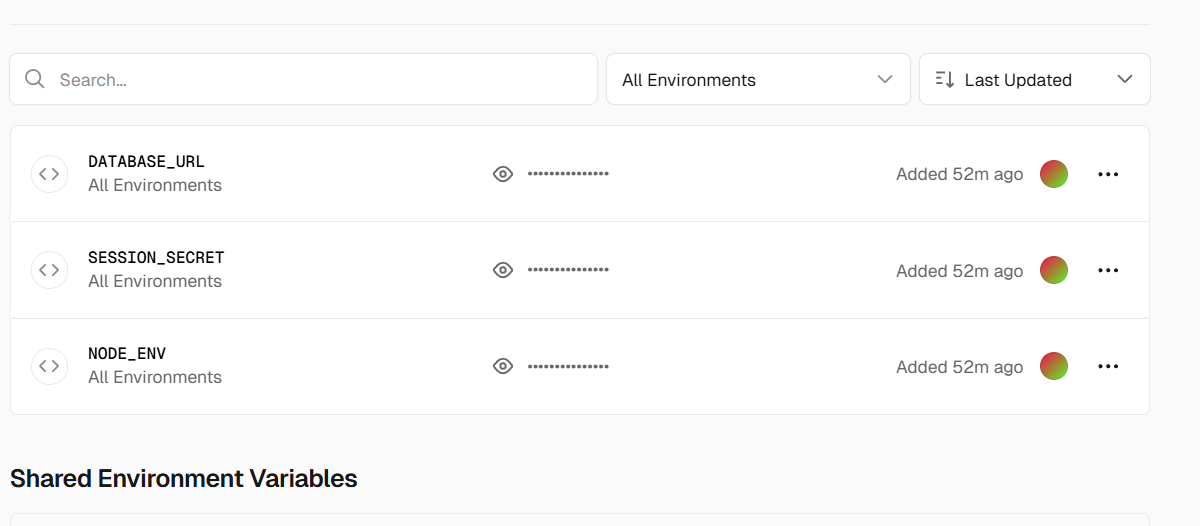 Search...
All Environments
Last Updated
DATABASE_URL
All Environments
•••••••••••••••
Added 52m ago
SESSION_SECRET
All Environments
•••••••••••••••
Added 52m ago
NODE_ENV
All Environments
•••••••••••••••
Added 52m ago
Shared Environment Variables